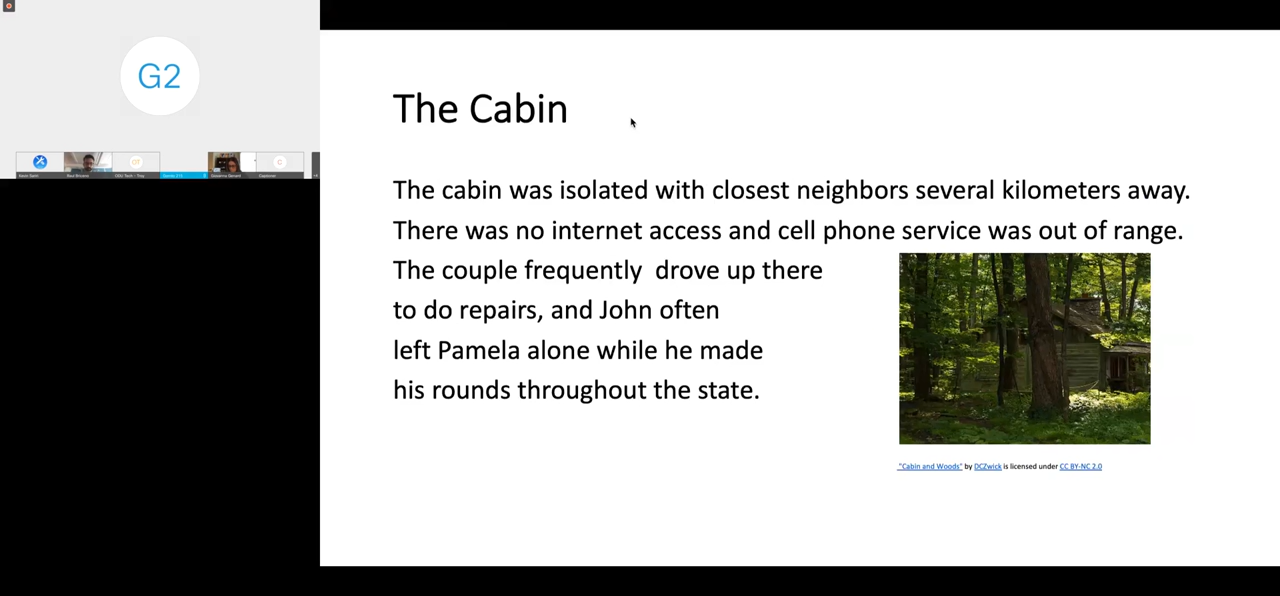 G2
The Cabin
The cabin was isolated with closest neighbors several kilometers away.
There was no internet access and cell phone service was out of range.
The couple frequently  drove up there
to do repairs, and John often
left Pamela alone while he made
his rounds throughout the state.
"Cabin and Woods" by DCZwick is licensed under CC BY-NC 2.0